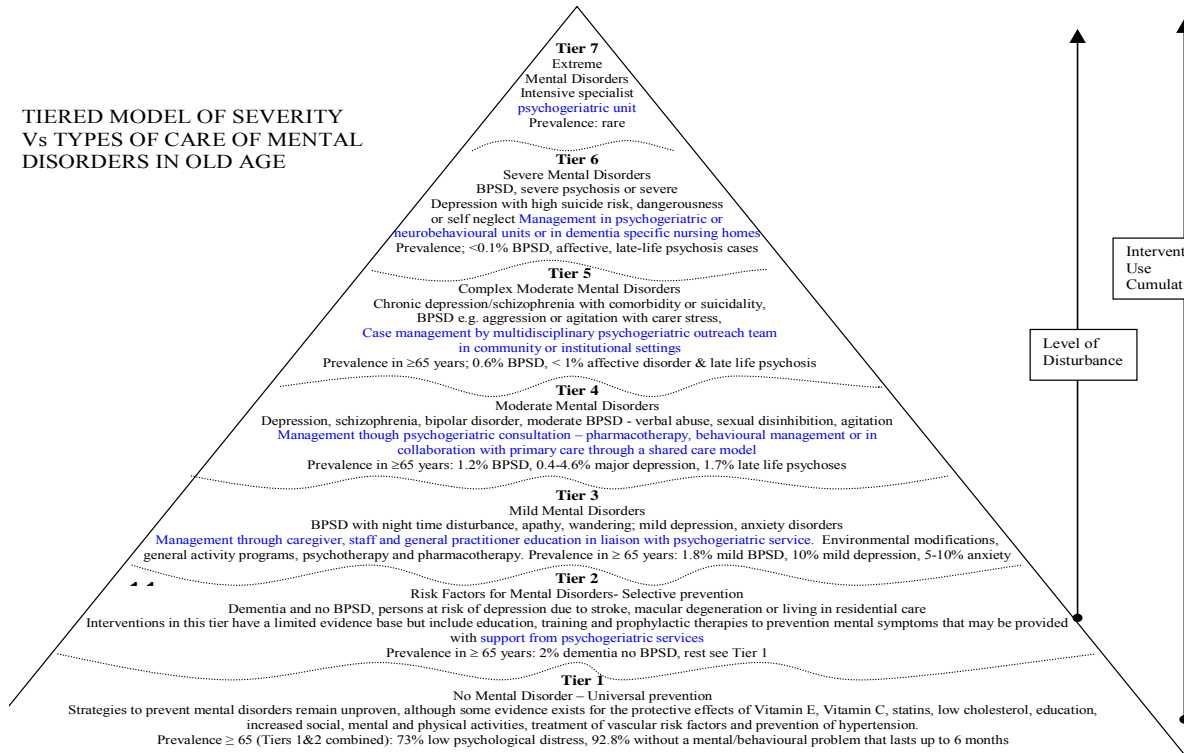 TIERED MODEL OF SEVERITY
Vs TYPES OF CARE OF MENTAL
DISORDERS IN OLD AGE
Tier 7
Extreme
Mental Disorders
Intensive specialist
psychogeriatric unit
Prevalence: rare
Tier 6
Severe Mental Disorders
BPSD, severe psychosis or severe
Depression with high suicide risk, dangerousness
or self neglect Management in psychogeriatric or
neurobehavioural units or in dementia specific nursing homes
Prevalence; <0.1% BPSD, affective, late-life psychosis cases
Tier 5
Complex Moderate Mental Disorders
Chronic depression/schizophrenia with comorbidity or suicidality,
BPSD e.g. aggression or agitation with carer stress,
Case management by multidisciplinary psychogeriatric outreach team
in community or institutional settings
Prevalence in ≥65 years; 0.6% BPSD, < 1% affective disorder & late life psychosis
Tier 4
Moderate Mental Disorders
Depression, schizophrenia, bipolar disorder, moderate BPSD - verbal abuse, sexual disinhibition, agitation
Management though psychogeriatric consultation – pharmacotherapy, behavioural management or in
collaboration with primary care through a shared care model
Prevalence in ≥65 years: 1.2% BPSD, 0.4-4.6% major depression, 1.7% late life psychoses
Tier 3
Mild Mental Disorders
BPSD with night time disturbance, apathy, wandering; mild depression, anxiety disorders
Management through caregiver, staff and general practitioner education in liaison with psychogeriatric service. Environmental modifications,
general activity programs, psychotherapy and pharmacotherapy. Prevalence in ≥ 65 years: 1.8% mild BPSD, 10% mild depression, 5-10% anxiety
Tier 2
Risk Factors for Mental Disorders- Selective prevention
Dementia and no BPSD, persons at risk of depression due to stroke, macular degeneration or living in residential care
Interventions in this tier have a limited evidence base but include education, training and prophylactic therapies to prevention mental symptoms that may be provided
with support from psychogeriatric services
Prevalence in ≥ 65 years: 2% dementia no BPSD, rest see Tier 1
Tier 1
No Mental Disorder – Universal prevention
Strategies to prevent mental disorders remain unproven, although some evidence exists for the protective effects of Vitamin E, Vitamin C, statins, low cholesterol, education,
increased social, mental and physical activities, treatment of vascular risk factors and prevention of hypertension.
Prevalence ≥ 65 (Tiers 1&2 combined): 73% low psychological distress, 92.8% without a mental/behavioural problem that lasts up to 6 months
Level of
Disturbance
Interventi
Use
Cumulati